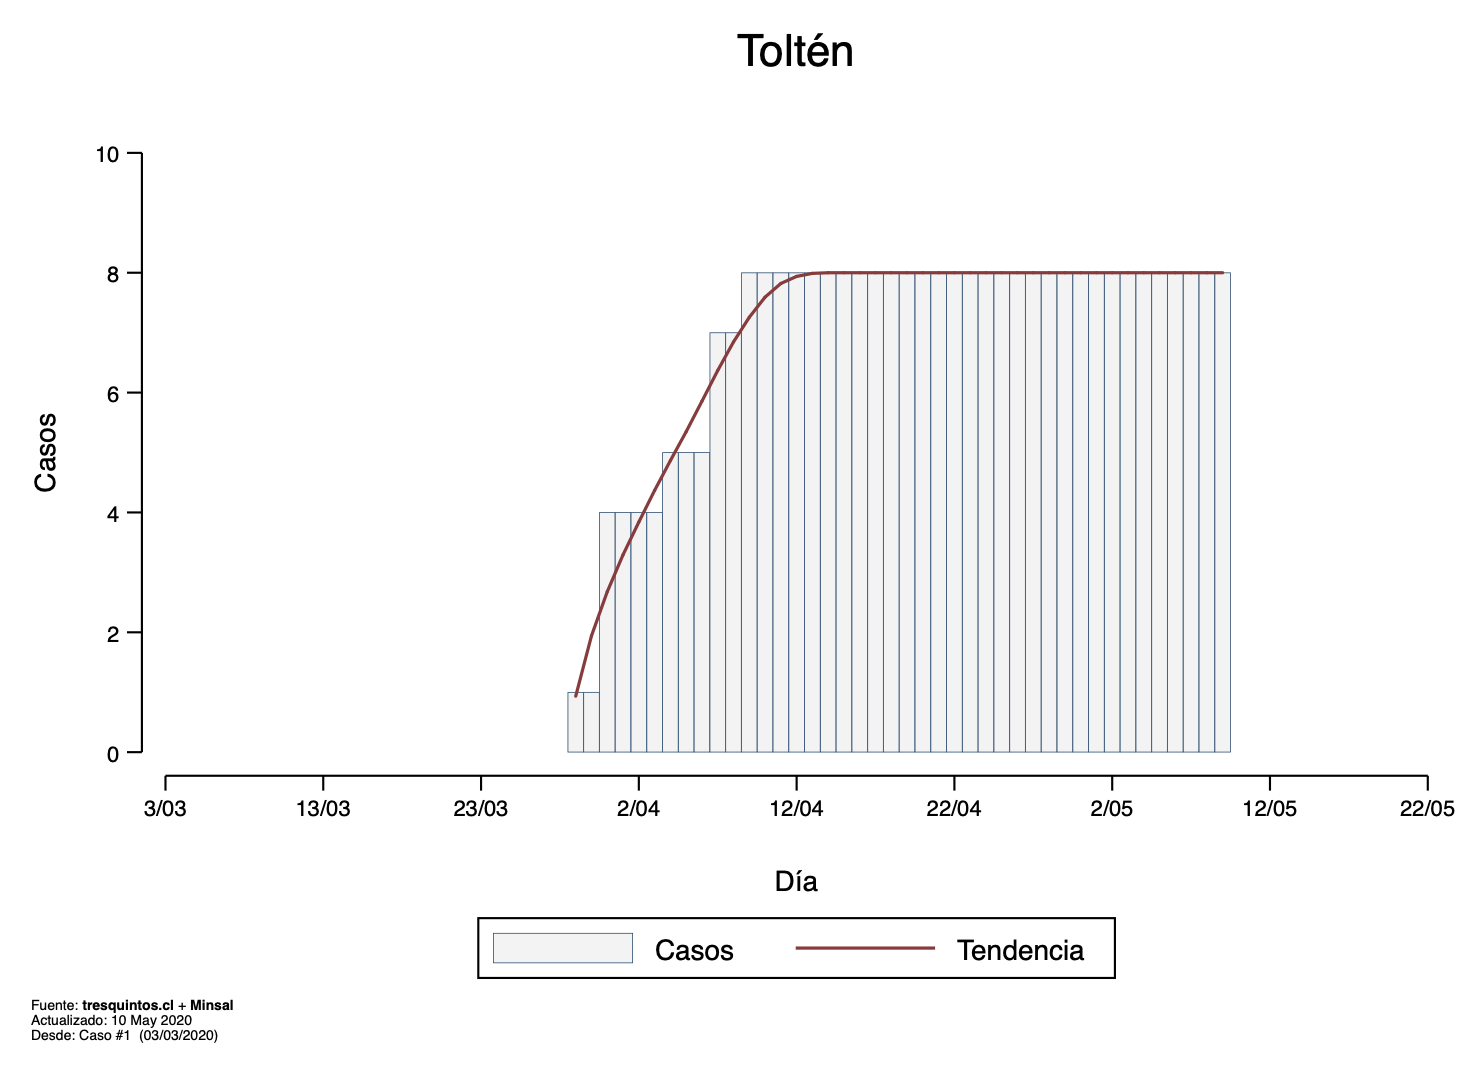 Toltén
10
8
6
4
2
0
Casos
3/03 13/03 23/03 2/04 12/04 22/04 2/05 12/05 22/05
Día
Casos Tendencia
Fuente: tresquintos.cl + Minsal
Actualizado: 10 May 2020
Desde: Caso #1 (03/03/2020)